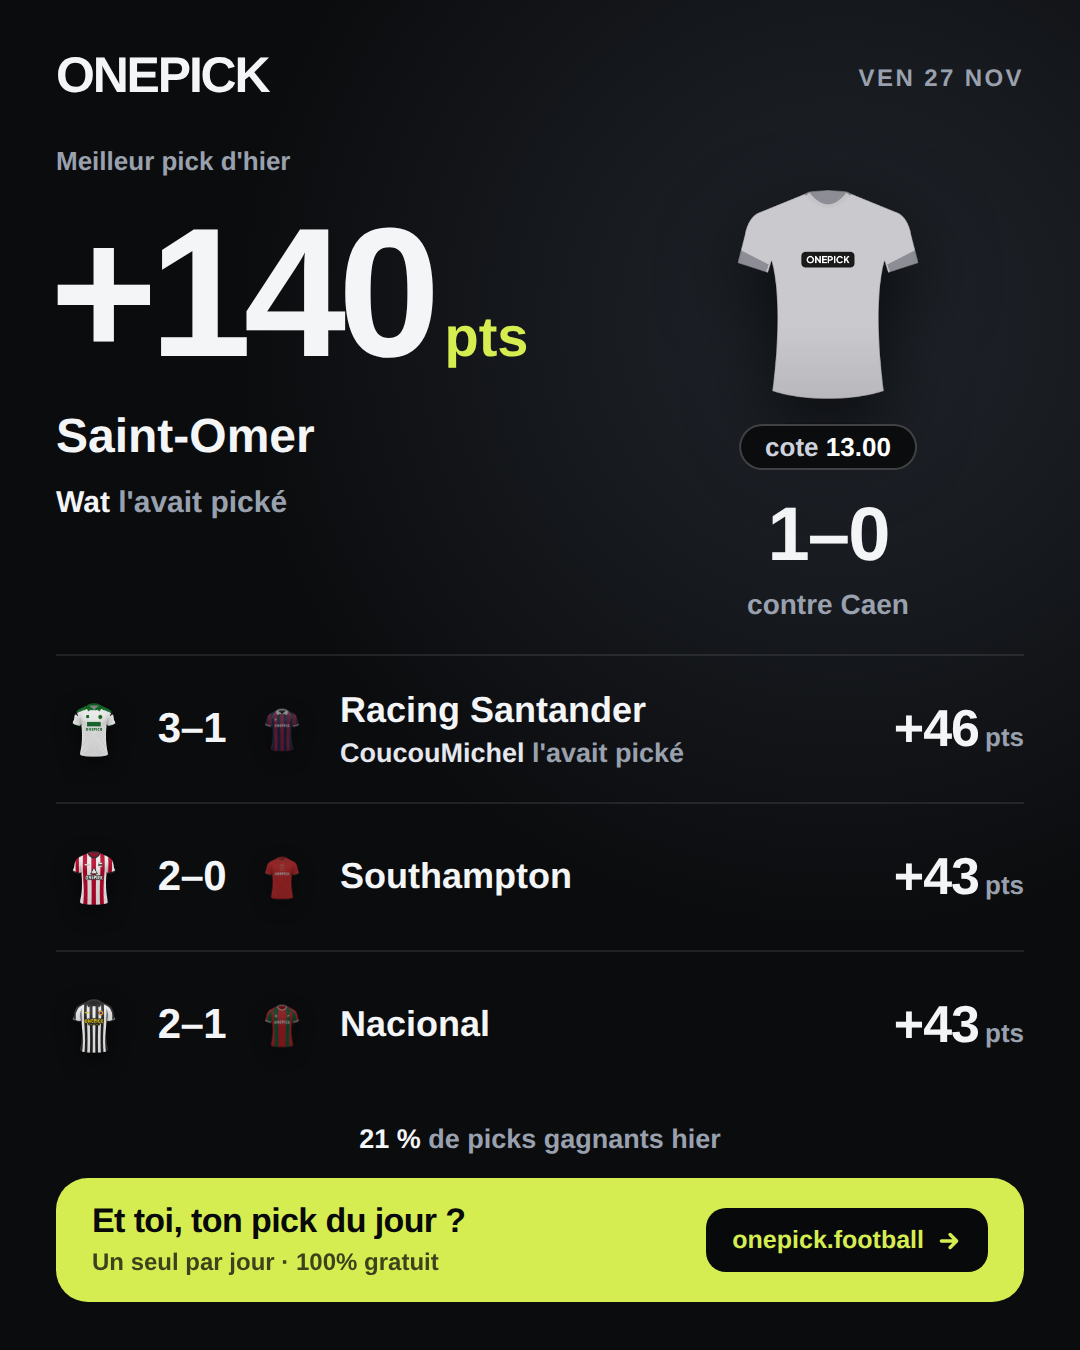 ONEPICK
VEN 27 NOV
Meilleur pick d'hier
+140 pts
ONEPICK
Saint-Omer
Wat l'avait pické
cote 13.00
1–0
contre Caen
3–1
Racing Santander
CoucouMichel l'avait pické
+46 pts
2–0
Southampton
+43 pts
2–1
Nacional
+43 pts
21 % de picks gagnants hier
Et toi, ton pick du jour ?
Un seul par jour · 100% gratuit
onepick.football →